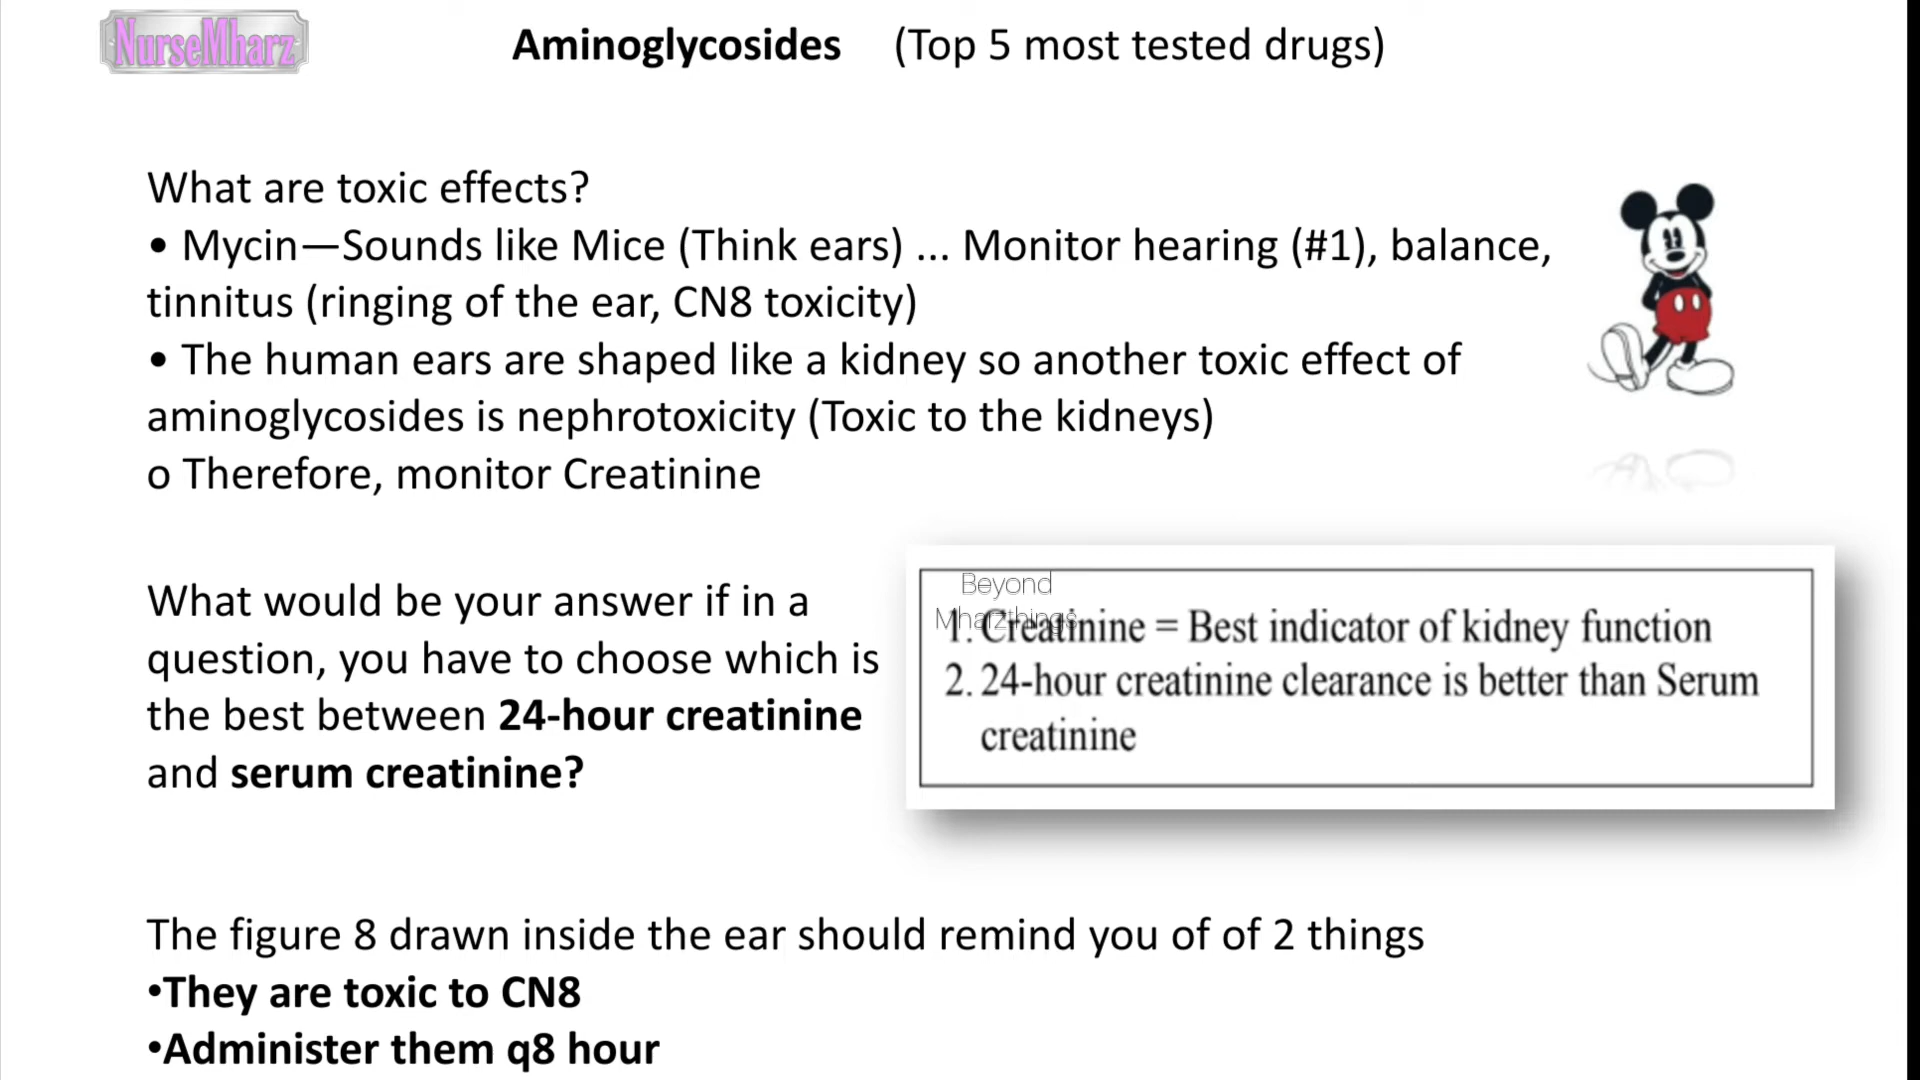 NurseMharz
Aminoglycosides (Top 5 most tested drugs)
What are toxic effects?
• Mycin—Sounds like Mice (Think ears) ... Monitor hearing (#1), balance,
tinnitus (ringing of the ear, CN8 toxicity)
• The human ears are shaped like a kidney so another toxic effect of
aminoglycosides is nephrotoxicity (Toxic to the kidneys)
o Therefore, monitor Creatinine
What would be your answer if in a
question, you have to choose which is
the best between 24-hour creatinine
and serum creatinine?
Beyond
Mharzthings
1. Creatinine = Best indicator of kidney function
2. 24-hour creatinine clearance is better than Serum
creatinine
The figure 8 drawn inside the ear should remind you of of 2 things
•They are toxic to CN8
•Administer them q8 hour